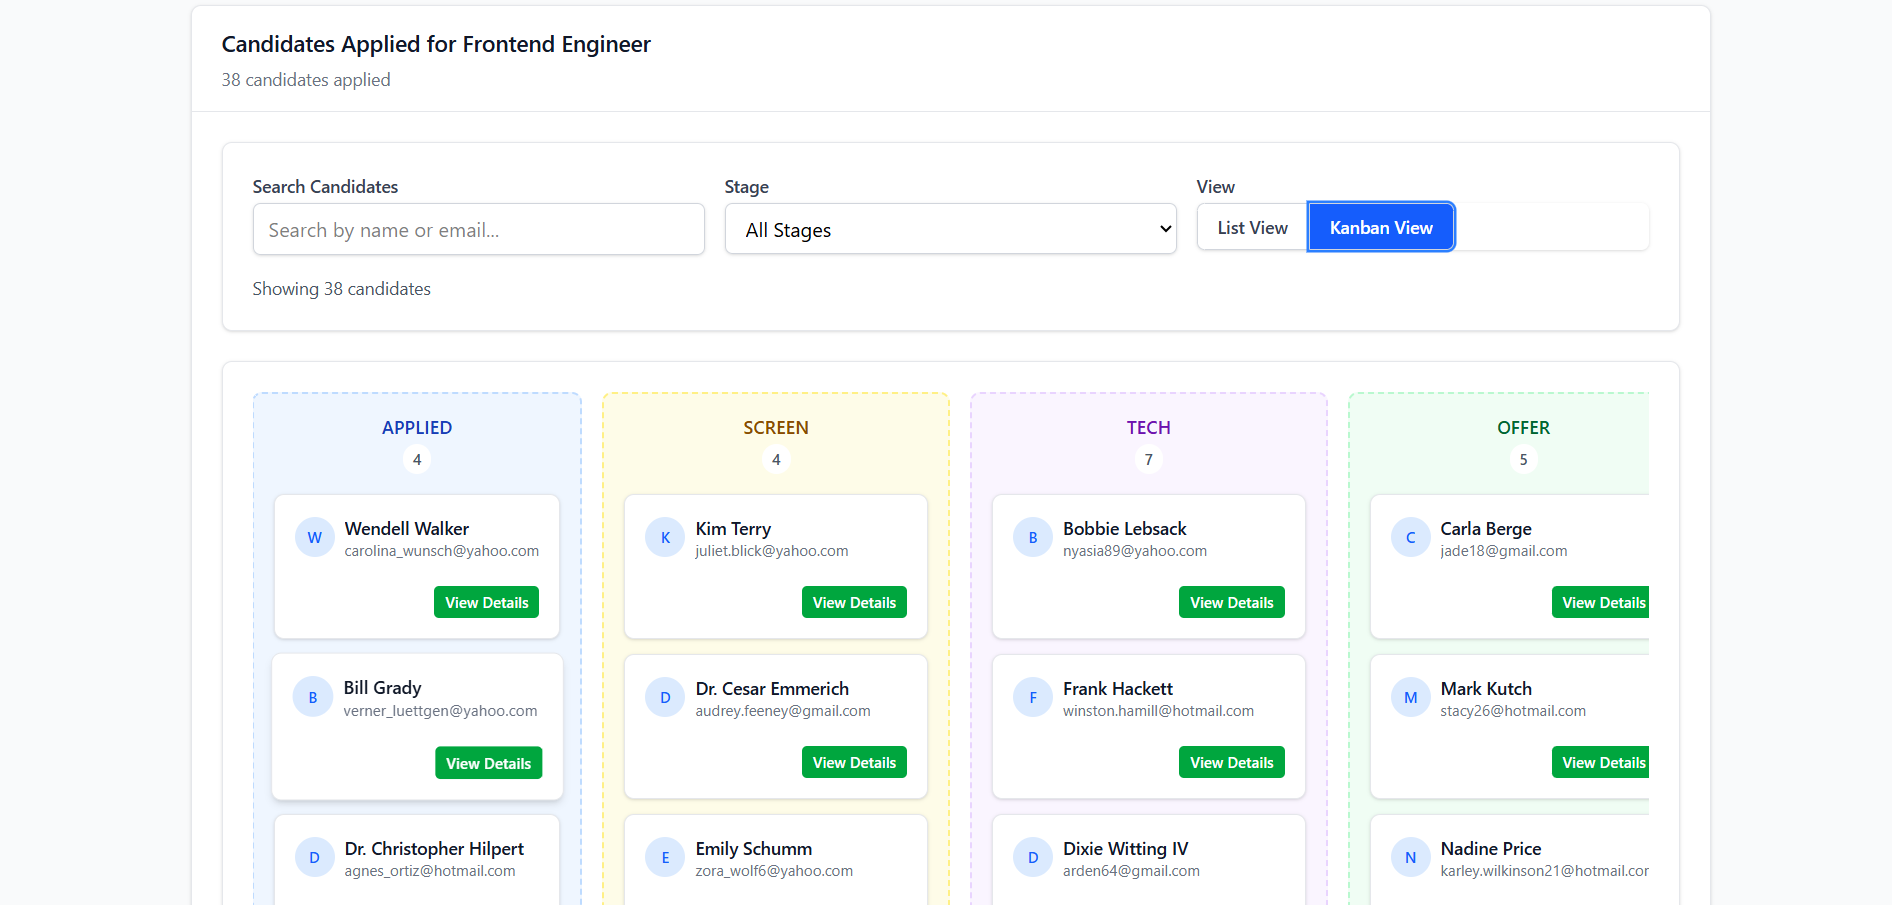 Candidates Applied for Frontend Engineer
38 candidates applied
Search Candidates
Search by name or email...
Stage
All Stages
View
List View
Kanban View
Showing 38 candidates
APPLIED
4
W
Wendell Walker
carolina_wunsch@yahoo.com
View Details
B
Bill Grady
verner_luettgen@yahoo.com
View Details
D
Dr. Christopher Hilpert
agnes_ortiz@hotmail.com
SCREEN
4
K
Kim Terry
juliet.blick@yahoo.com
View Details
D
Dr. Cesar Emmerich
audrey.feeney@gmail.com
View Details
E
Emily Schumm
zora_wolf6@yahoo.com
TECH
7
B
Bobbie Lebsack
nyasia89@yahoo.com
View Details
F
Frank Hackett
winston.hamill@hotmail.com
View Details
D
Dixie Witting IV
arden64@gmail.com
OFFER
5
C
Carla Berge
jade18@gmail.com
View Details
M
Mark Kutch
stacy26@hotmail.com
View Details
N
Nadine Price
karley.wilkinson21@hotmail.cor